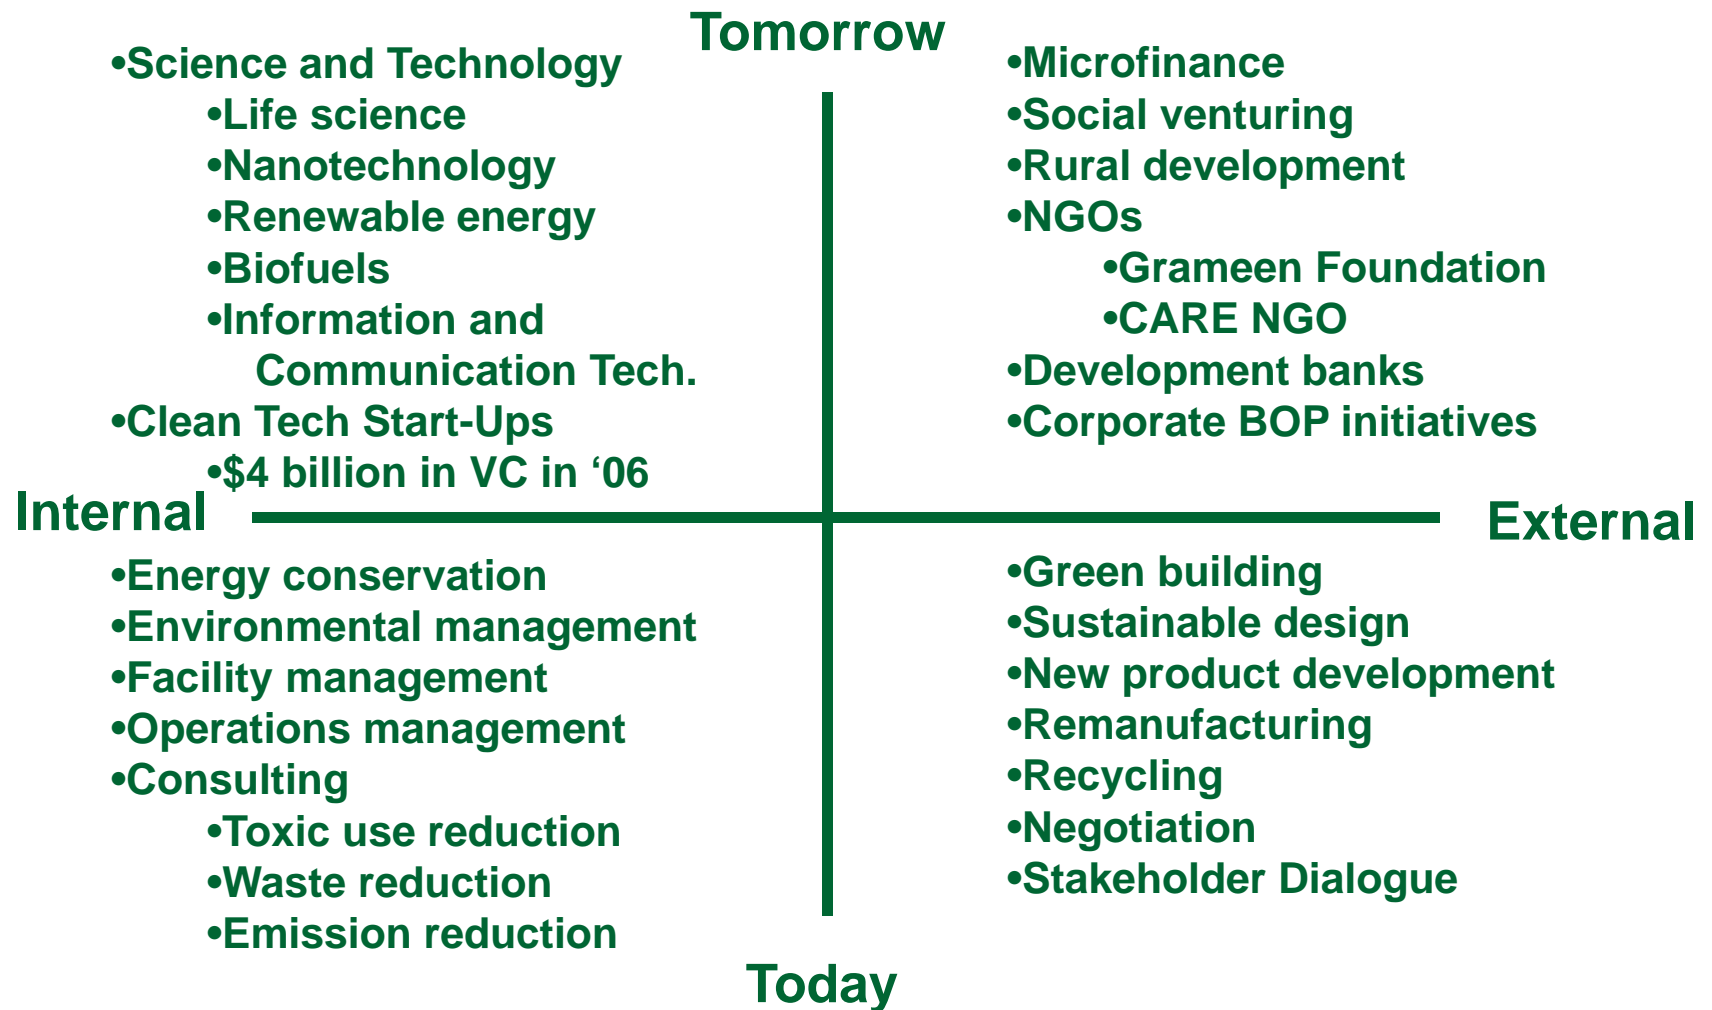 Tomorrow
•Science and Technology
•Life science
•Nanotechnology
•Renewable energy
•Biofuels
•Information and
Communication Tech.
•Clean Tech Start-Ups
•$4 billion in VC in ‘06
•Microfinance
•Social venturing
•Rural development
•NGOs
•Grameen Foundation
•CARE NGO
•Development banks
•Corporate BOP initiatives
Internal
External
•Energy conservation
•Environmental management
•Facility management
•Operations management
•Consulting
•Toxic use reduction
•Waste reduction
•Emission reduction
•Green building
•Sustainable design
•New product development
•Remanufacturing
•Recycling
•Negotiation
•Stakeholder Dialogue
Today